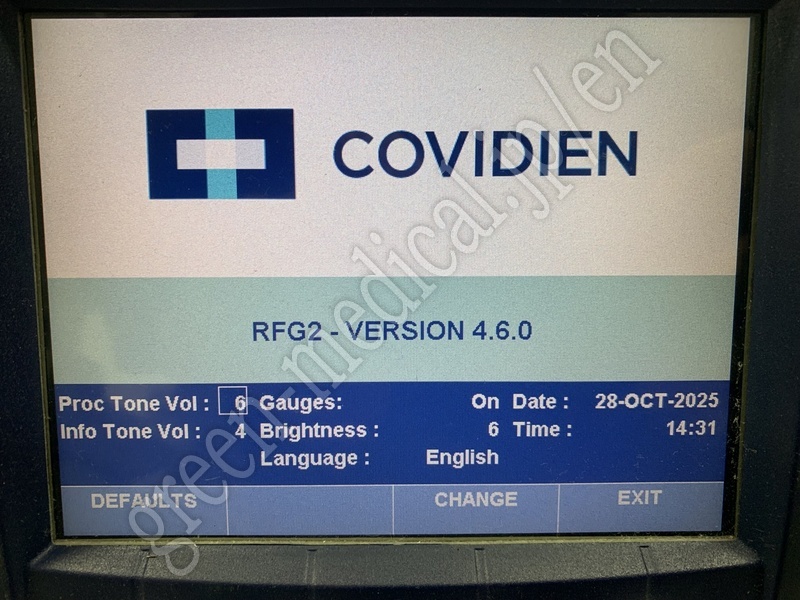 COVIDIEN
RFG2 - VERSION 4.6.0
Proc Tone Vol : 6 Gauges: On Date : 28-OCT-2025
Info Tone Vol : 4 Brightness : 6 Time : 14:31
Language : English
DEFAULTS CHANGE EXIT
green-medical.jp/en